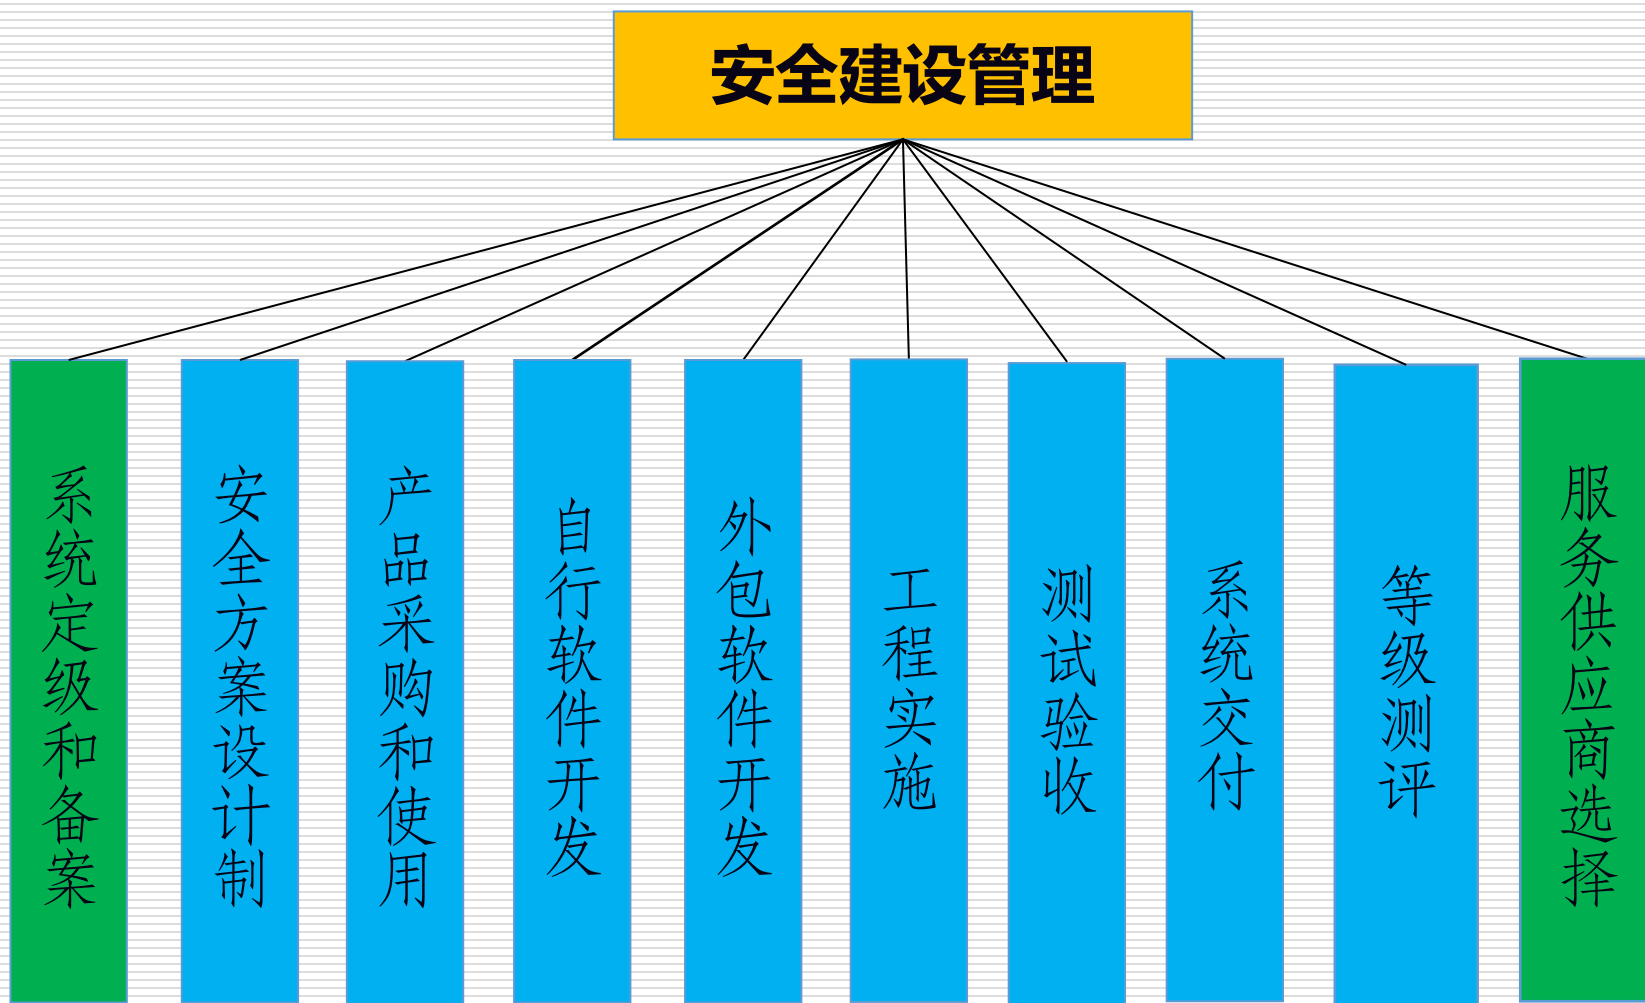 安全建设管理
系统定级和备案
安全方案设计制
产品采购和使用
自行软件开发
外包软件开发
工程实施
测试验收
系统交付
等级测评
服务供应商选择